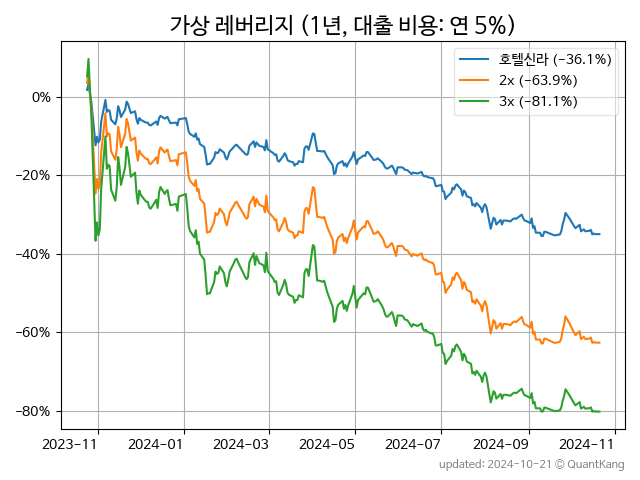 가상 레버리지 (1년, 대출 비용: 연 5%)
호텔신라 (−36.1%)
2x (−63.9%)
3x (−81.1%)
0%
−20%
−40%
−60%
−80%
2023−11 2024−01 2024−03 2024−05 2024−07 2024−09 2024−11
updated: 2024-10-21 © QuantKang